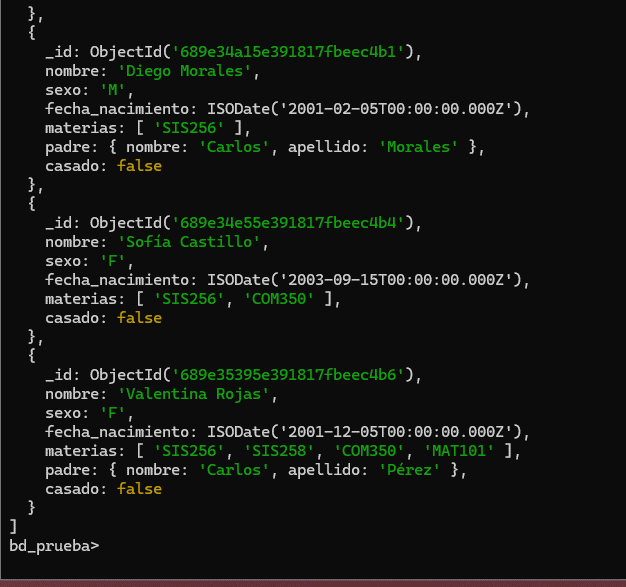 },
{
_id: ObjectId('689e34a15e391817fbeec4b1'),
nombre: 'Diego Morales',
sexo: 'M',
fecha_nacimiento: ISODate('2001-02-05T00:00:00.000Z'),
materias: [ 'SIS256' ],
padre: { nombre: 'Carlos', apellido: 'Morales' },
casado: false
},
{
_id: ObjectId('689e34e55e391817fbeec4b4'),
nombre: 'Sofía Castillo',
sexo: 'F',
fecha_nacimiento: ISODate('2003-09-15T00:00:00.000Z'),
materias: [ 'SIS256', 'COM350' ],
casado: false
},
{
_id: ObjectId('689e35395e391817fbeec4b6'),
nombre: 'Valentina Rojas',
sexo: 'F',
fecha_nacimiento: ISODate('2001-12-05T00:00:00.000Z'),
materias: [ 'SIS256', 'SIS258', 'COM350', 'MAT101' ],
padre: { nombre: 'Carlos', apellido: 'Pérez' },
casado: false
}
]
bd_prueba>